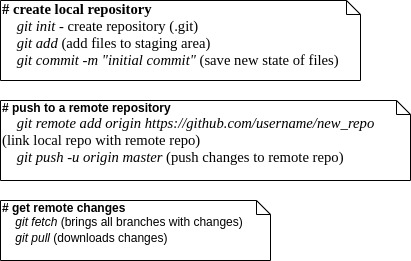 # create local repository
git init - create repository (.git)
git add (add files to staging area)
git commit -m "initial commit" (save new state of files)
# push to a remote repository
git remote add origin https://github.com/username/new_repo
(link local repo with remote repo)
git push -u origin master (push changes to remote repo)
# get remote changes
git fetch (brings all branches with changes)
git pull (downloads changes)